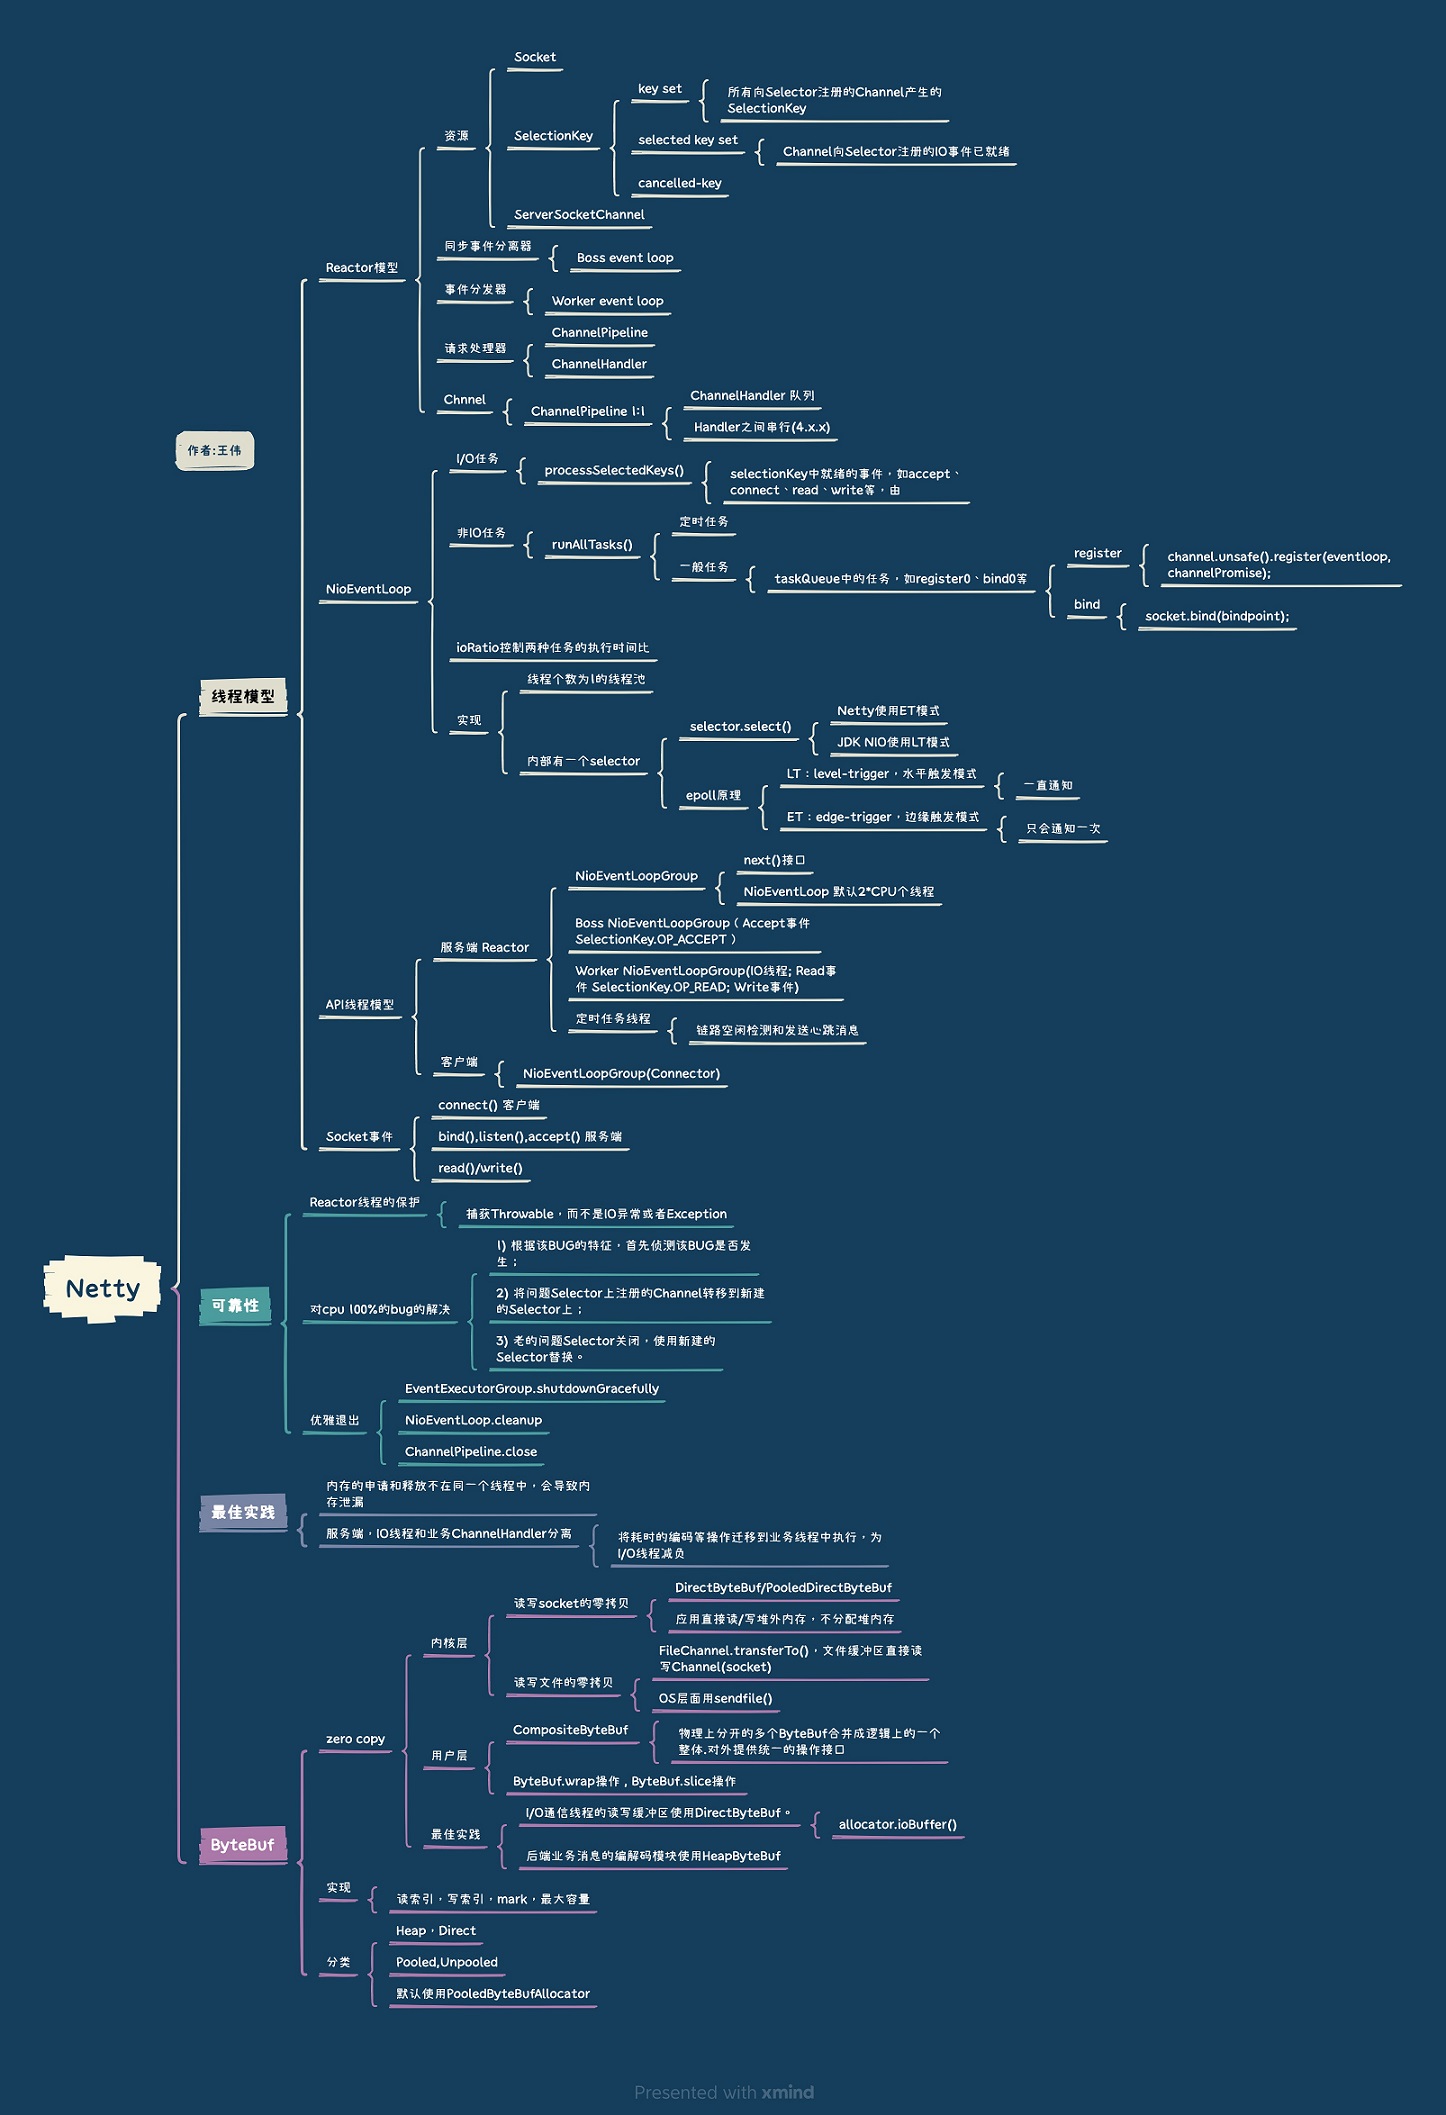 Socket
key set
所有向Selector注册的Channel产生的
SelectionKey
资源
SelectionKey
selected key set
Channel向Selector注册的IO事件已就绪
cancelled-key
ServerSocketChannel
同步事件分离器
Boss event loop
Reactor模型
事件分发器
Worker event loop
请求处理器
ChannelPipeline
ChannelHandler
Chnnel
ChannelPipeline 1:1
ChannelHandler 队列
Handler之间串行(4.x.x)
作者:王伟
I/O任务
processSelectedKeys()
selectionKey中就绪的事件，如accept、
connect、read、write等，由
非IO任务
runAllTasks()
定时任务
一般任务
taskQueue中的任务，如register0、bind0等
register
channel.unsafe().register(eventloop,
channelPromise);
bind
socket.bind(bindpoint);
NioEventLoop
ioRatio控制两种任务的执行时间比
线程模型
实现
线程个数为1的线程池
内部有一个selector
selector.select()
Netty使用ET模式
JDK NIO使用LT模式
epoll原理
LT：level-trigger，水平触发模式
一直通知
ET：edge-trigger，边缘触发模式
只会通知一次
NioEventLoopGroup
next()接口
NioEventLoop 默认2*CPU个线程
服务端 Reactor
Boss NioEventLoopGroup（ Accept事件
SelectionKey.OP_ACCEPT ）
Worker NioEventLoopGroup(IO线程; Read事
件 SelectionKey.OP_READ; Write事件)
API线程模型
定时任务线程
链路空闲检测和发送心跳消息
客户端
NioEventLoopGroup(Connector)
Socket事件
connect() 客户端
bind(),listen(),accept() 服务端
read()/write()
Reactor线程的保护
捕获Throwable，而不是IO异常或者Exception
Netty
可靠性
对cpu 100%的bug的解决
1) 根据该BUG的特征，首先侦测该BUG是否发
生；
2) 将问题Selector上注册的Channel转移到新建
的Selector上；
3) 老的问题Selector关闭，使用新建的
Selector替换。
优雅退出
EventExecutorGroup.shutdownGracefully
NioEventLoop.cleanup
ChannelPipeline.close
最佳实践
内存的申请和释放不在同一个线程中，会导致内
存泄漏
服务端，IO线程和业务ChannelHandler分离
将耗时的编码等操作迁移到业务线程中执行，为
I/O线程减负
读写socket的零拷贝
DirectByteBuf/PooledDirectByteBuf
应用直接读/写堆外内存，不分配堆内存
内核层
读写文件的零拷贝
FileChannel.transferTo()，文件缓冲区直接读
写Channel(socket)
OS层面用sendfile()
zero copy
用户层
CompositeByteBuf
物理上分开的多个ByteBuf合并成逻辑上的一个
整体.对外提供统一的操作接口
ByteBuf.wrap操作 , ByteBuf.slice操作
最佳实践
I/O通信线程的读写缓冲区使用DirectByteBuf。
allocator.ioBuffer()
后端业务消息的编解码模块使用HeapByteBuf
ByteBuf
实现
读索引，写索引，mark，最大容量
分类
Heap，Direct
Pooled,Unpooled
默认使用PooledByteBufAllocator
Presented with xmind